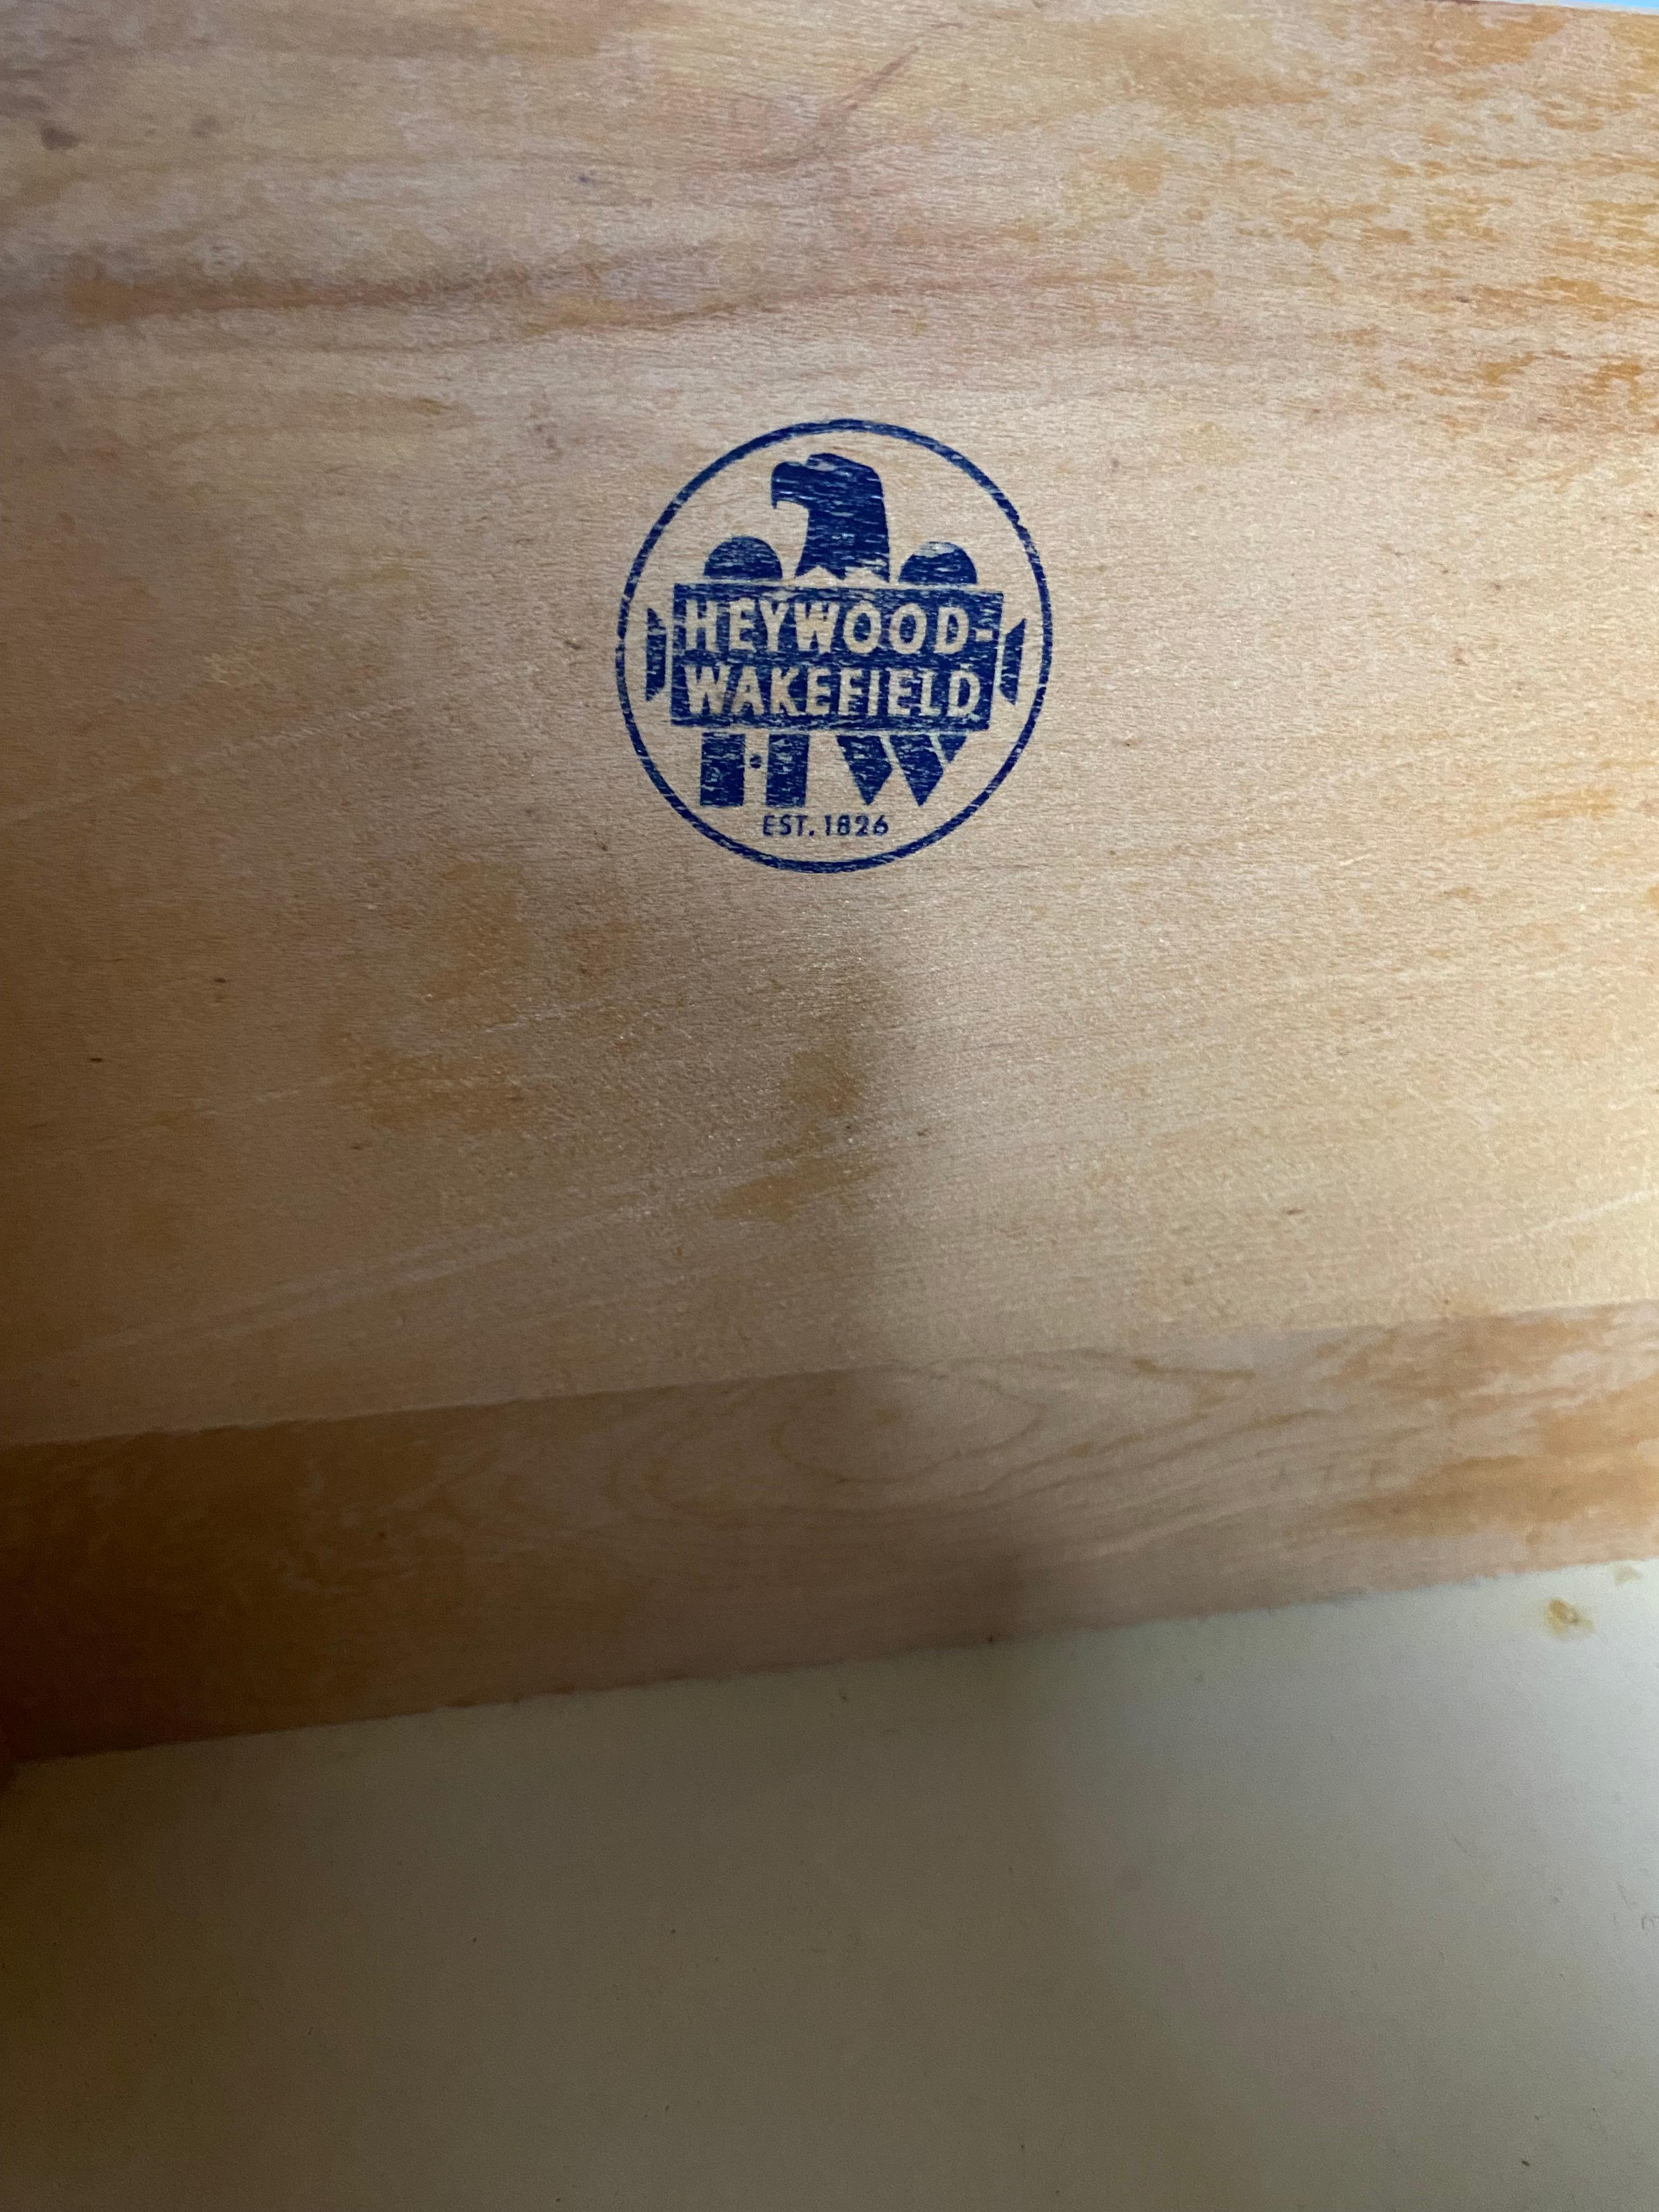 HEYWOOD-
WAKEFIELD
HW
EST. 1826